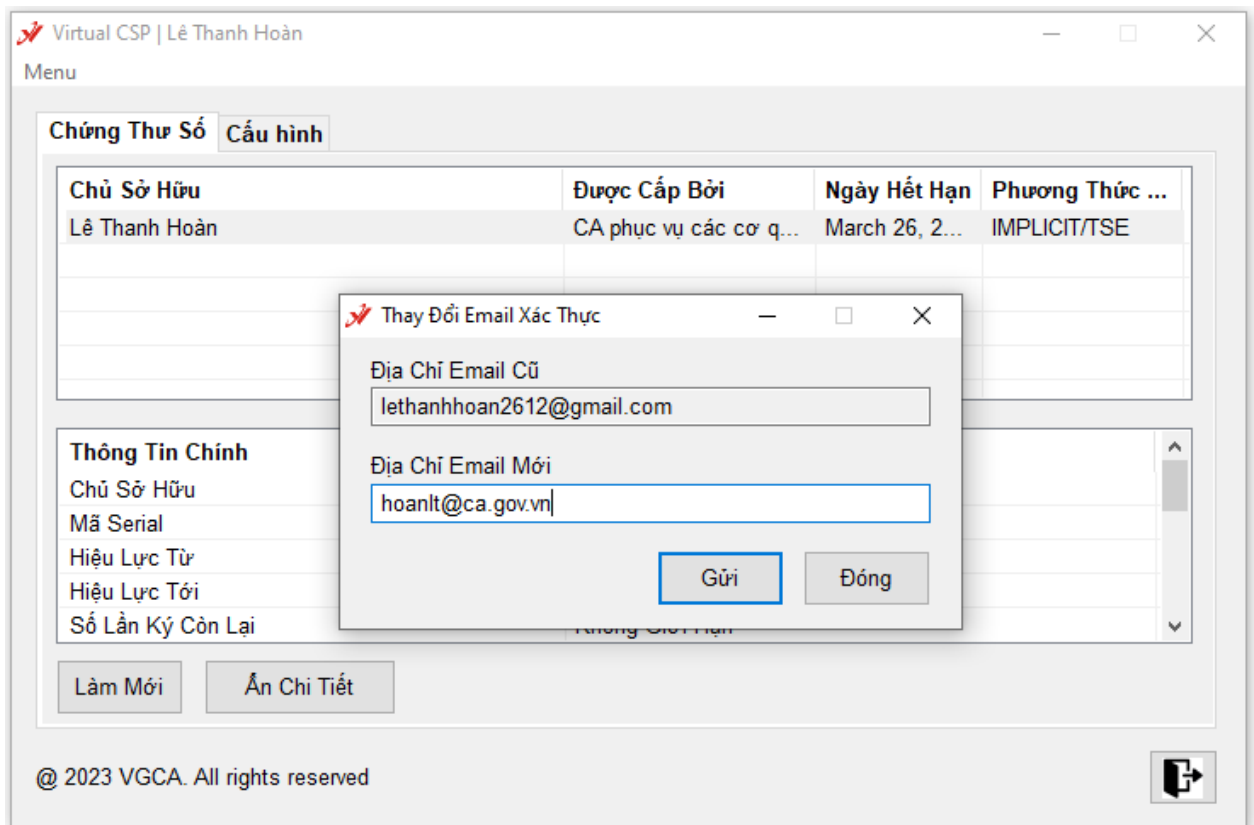 Virtual CSP | Lê Thanh Hoàn
Menu
Chứng Thư Số Cấu hình
Chủ Sở Hữu Được Cấp Bởi Ngày Hết Hạn Phương Thức ...
Lê Thanh Hoàn CA phục vụ các cơ q... March 26, 2... IMPLICIT/TSE
Thay Đổi Email Xác Thực
Địa Chỉ Email Cũ
lethanhhoan2612@gmail.com
Địa Chỉ Email Mới
hoanlt@ca.gov.vn
Gửi Đóng
Thông Tin Chính
Chủ Sở Hữu
Mã Serial
Hiệu Lực Từ
Hiệu Lực Tới
Số Lần Ký Còn Lại Không Giới Hạn
Làm Mới Ẩn Chi Tiết
@ 2023 VGCA. All rights reserved